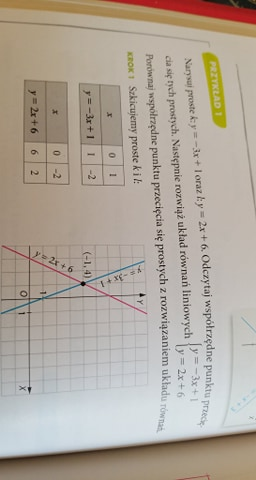 PRZYKŁAD 1
Narysuj proste k: y = −3x + 1 oraz l: y = 2x + 6. Odczytaj współrzędne punktu przecię-
cia się tych prostych. Następnie rozwiąż układ równań liniowych { y = −3x + 1
y = 2x + 6
Porównaj współrzędne punktu przecięcia się prostych z rozwiązaniem układu równań.
KROK 1 Szkicujemy proste k i l:
x 0 1
y = −3x + 1 1 −2
x 0 −2
y = 2x + 6 6 2
Y
y = −3x + 1
(−1, 4)
y = 2x + 6
1
O 1 X